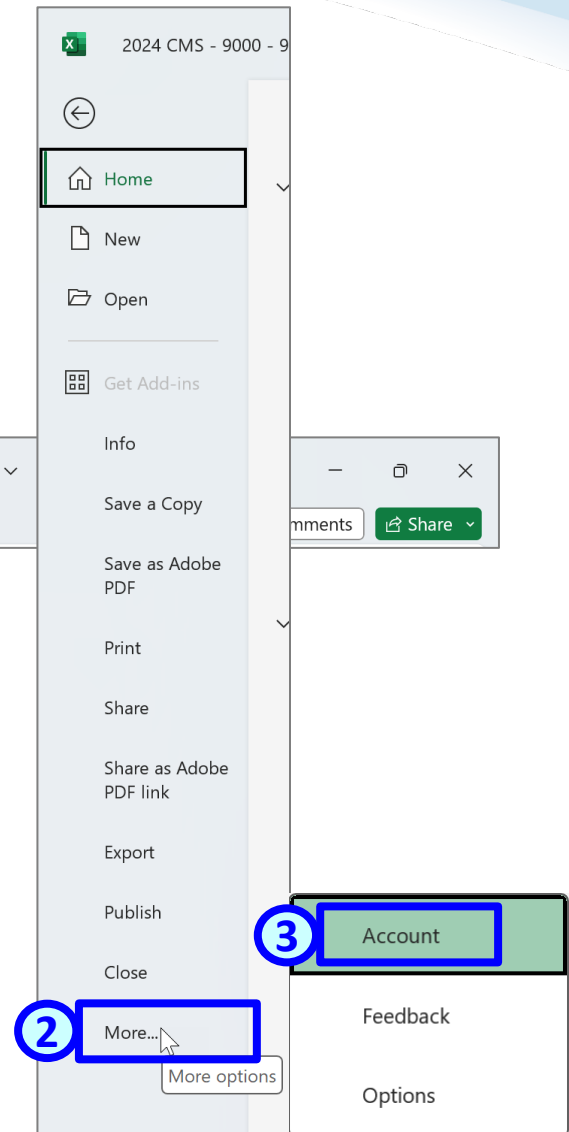 2024 CMS - 9000 - 9
Home
New
Open
Get Add-ins
Info
Save a Copy
mments
Share
Save as Adobe
PDF
Print
Share
Share as Adobe
PDF link
Export
Publish
3
Account
Close
2
More...
Feedback
More options
Options